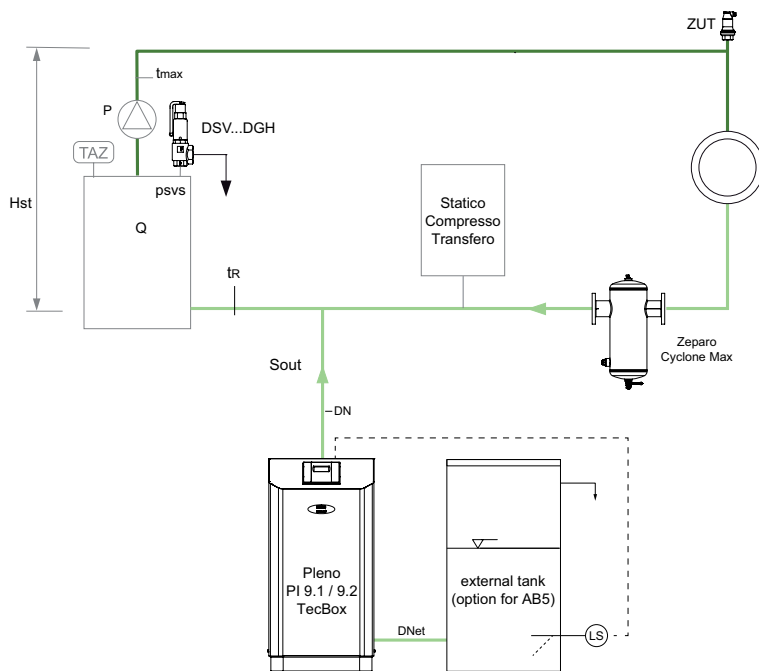 ZUT
tmax
P
DSV...DGH
TAZ
psvs
Hst
Q
Statico
Compresso
Transfero
tR
Zeparo
Cyclone Max
Sout
DN
Pleno
PI 9.1 / 9.2
TecBox
external tank
(option for AB5)
DNet
LS